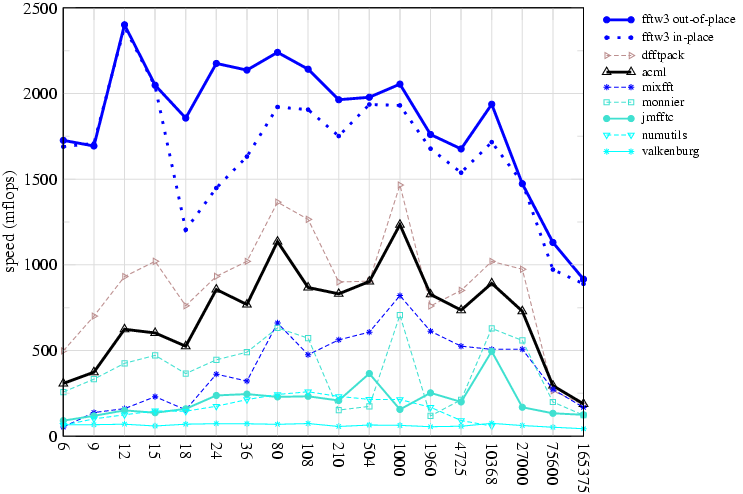 2500
2000
1500
1000
500
0
speed (mflops)
6
9
12
15
18
24
36
80
108
210
504
1000
1960
4725
10368
27000
75600
165375
fftw3 out-of-place
fftw3 in-place
dfftpack
acml
mixfft
monnier
jmfftc
numutils
valkenburg